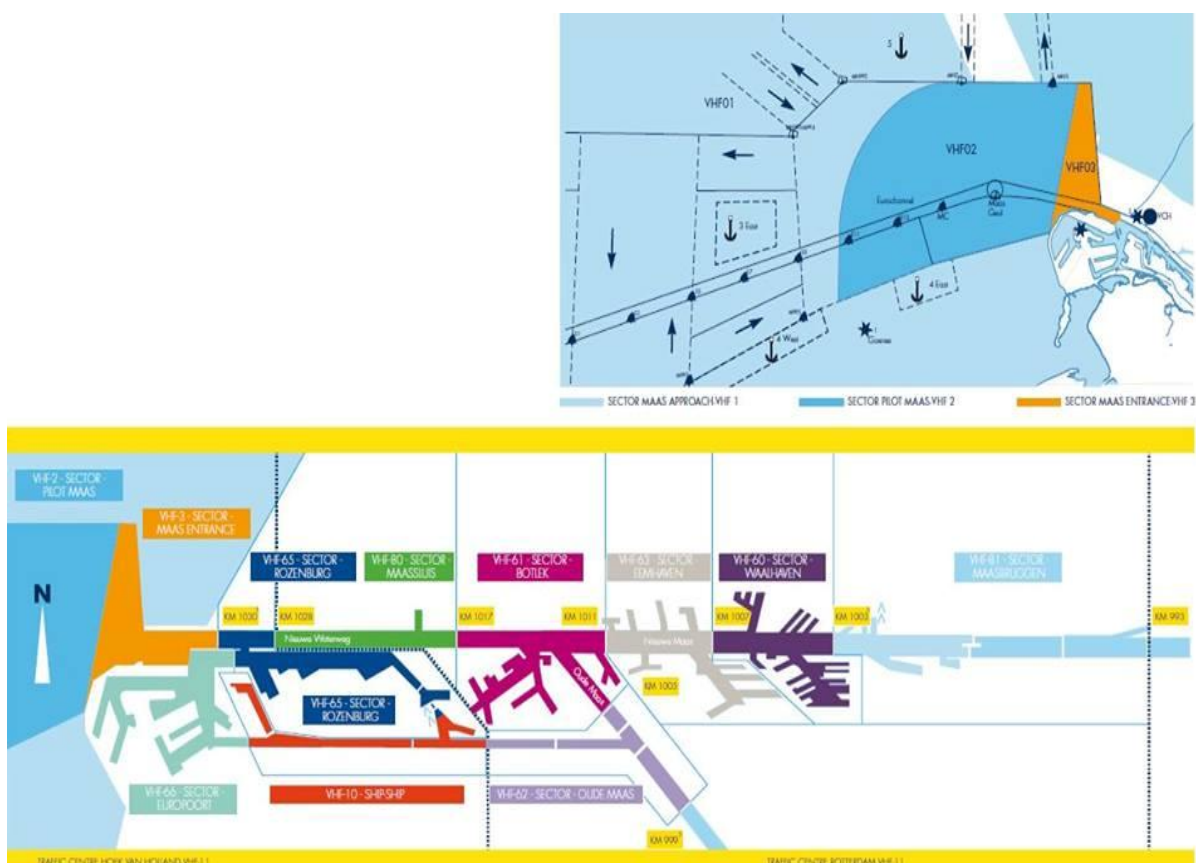 3
VHF01
VHF02
VHF03
Eurochannel
MC
Maas
Geul
VCH
3 East
4 East
4 West
Goeree
SECTOR MAAS APPROACH-VHF 1
SECTOR PILOT MAAS-VHF 2
SECTOR MAAS ENTRANCE-VHF 3
VHF-2 - SECTOR -
PILOT MAAS
VHF-3 - SECTOR -
MAAS ENTRANCE
VHF-65 - SECTOR -
ROZENBURG
VHF-80 - SECTOR -
MAASSLUIS
VHF-61 - SECTOR -
BOTLEK
VHF-63 - SECTOR -
EEMHAVEN
VHF-60 - SECTOR -
WAALHAVEN
VHF-81 - SECTOR -
MAASBRUGGEN
N
KM 1030
KM 1028
KM 1017
KM 1011
KM 1007
KM 1003
KM 993
Nieuwe Waterweg
Nieuwe Maas
Oude Maas
KM 1005
VHF-65 - SECTOR -
ROZENBURG
VHF-66 - SECTOR -
EUROPOORT
VHF-10 - SHIP-SHIP
VHF-62 - SECTOR - OUDE MAAS
KM 999
TRAFFIC CENTRE HOEK VAN HOLLAND VHF-11
TRAFFIC CENTRE ROTTERDAM VHF-11